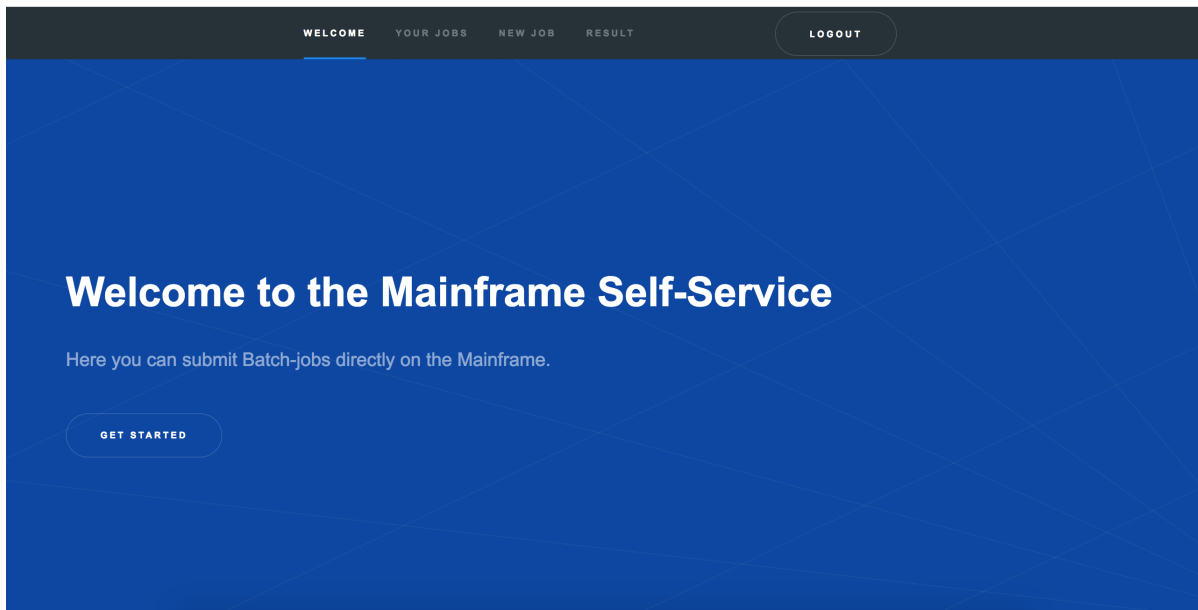 WELCOME YOUR JOBS NEW JOB RESULT LOGOUT
Welcome to the Mainframe Self-Service
Here you can submit Batch-jobs directly on the Mainframe.
GET STARTED